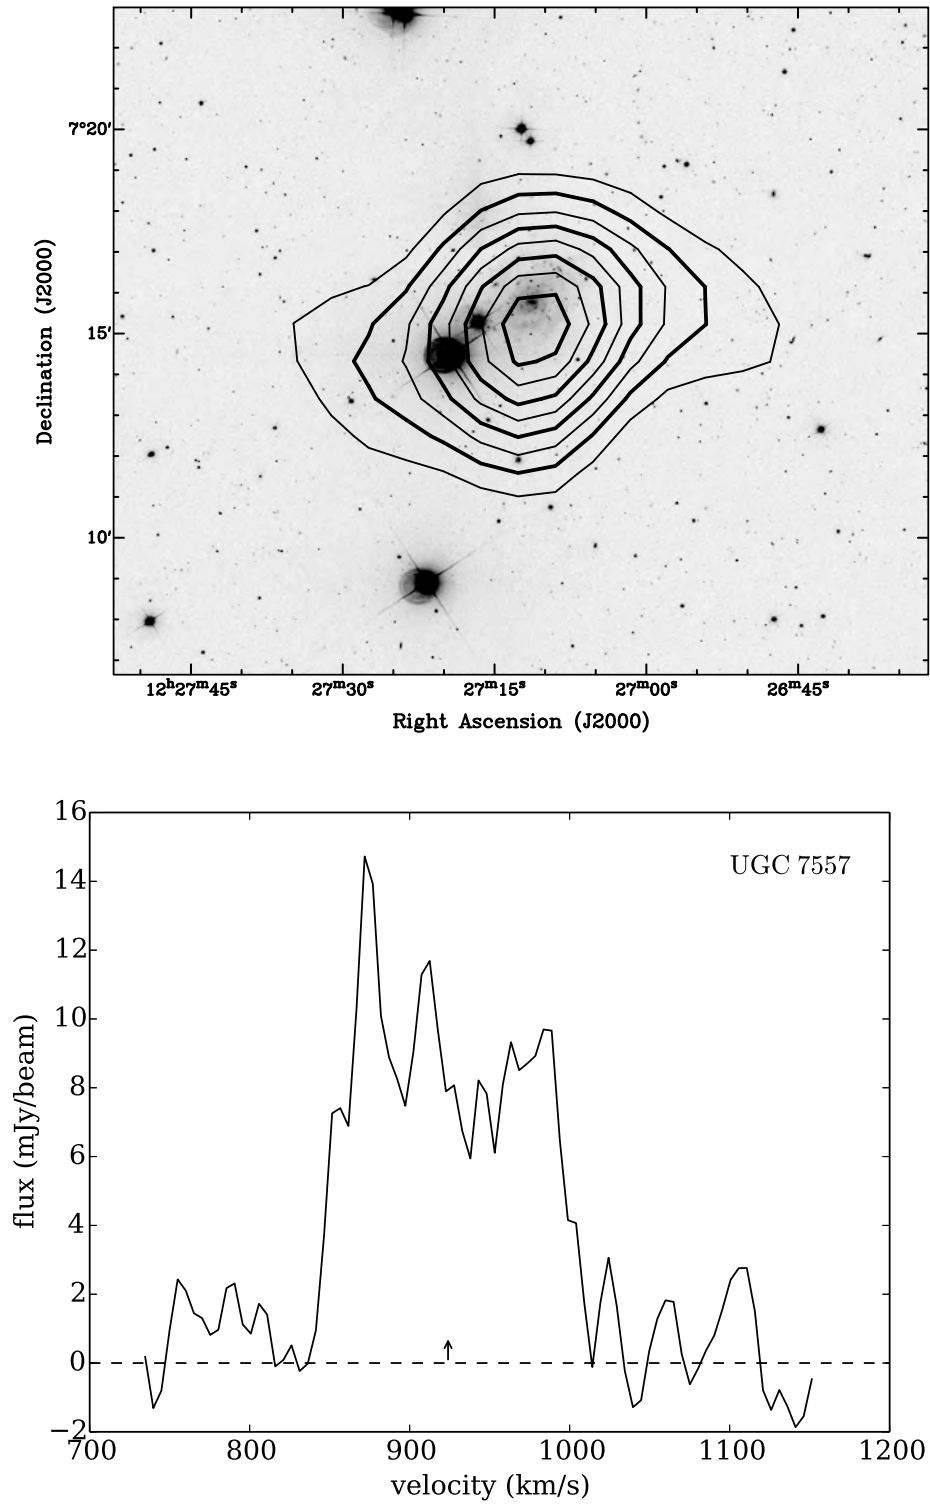 7°20′
15′
10′
Declination (J2000)
12ʰ27ᵐ45ˢ 27ᵐ30ˢ 27ᵐ15ˢ 27ᵐ00ˢ 26ᵐ45ˢ
Right Ascension (J2000)
16
14
12
10
8
6
4
2
0
−2
flux (mJy/beam)
UGC 7557
700 800 900 1000 1100 1200
velocity (km/s)